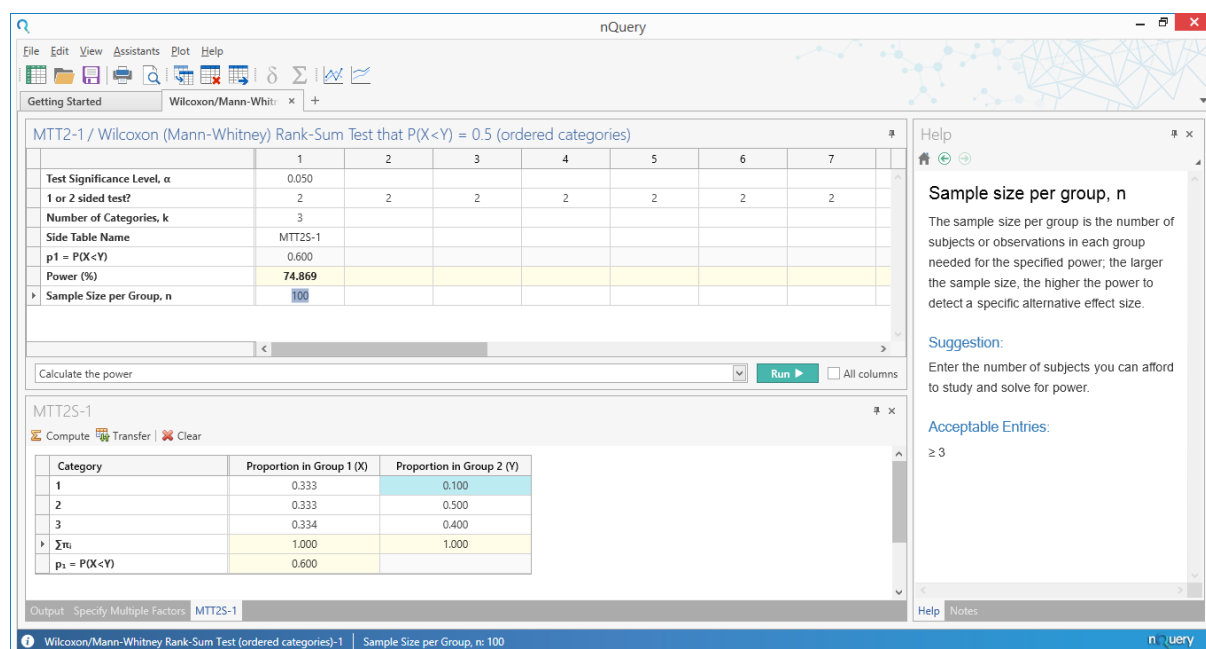 nQuery
File Edit View Assistants Plot Help
Getting Started Wilcoxon/Mann-Whitr × +
MTT2-1 / Wilcoxon (Mann-Whitney) Rank-Sum Test that P(X<Y) = 0.5 (ordered categories)
1 2 3 4 5 6 7
Test Significance Level, α 0.050
1 or 2 sided test? 2 2 2 2 2 2 2
Number of Categories, k 3
Side Table Name MTT2S-1
p1 = P(X<Y) 0.600
Power (%) 74.869
Sample Size per Group, n 100
Calculate the power Run All columns
MTT2S-1
Compute Transfer | Clear
Category Proportion in Group 1 (X) Proportion in Group 2 (Y)
1 0.333 0.100
2 0.333 0.500
3 0.334 0.400
∑πᵢ 1.000 1.000
p₁ = P(X<Y) 0.600
Output Specify Multiple Factors MTT2S-1
Help
Sample size per group, n
The sample size per group is the number of
subjects or observations in each group
needed for the specified power; the larger
the sample size, the higher the power to
detect a specific alternative effect size.
Suggestion:
Enter the number of subjects you can afford
to study and solve for power.
Acceptable Entries:
≥ 3
Help Notes
Wilcoxon/Mann-Whitney Rank-Sum Test (ordered categories)-1 | Sample Size per Group, n: 100
nQuery